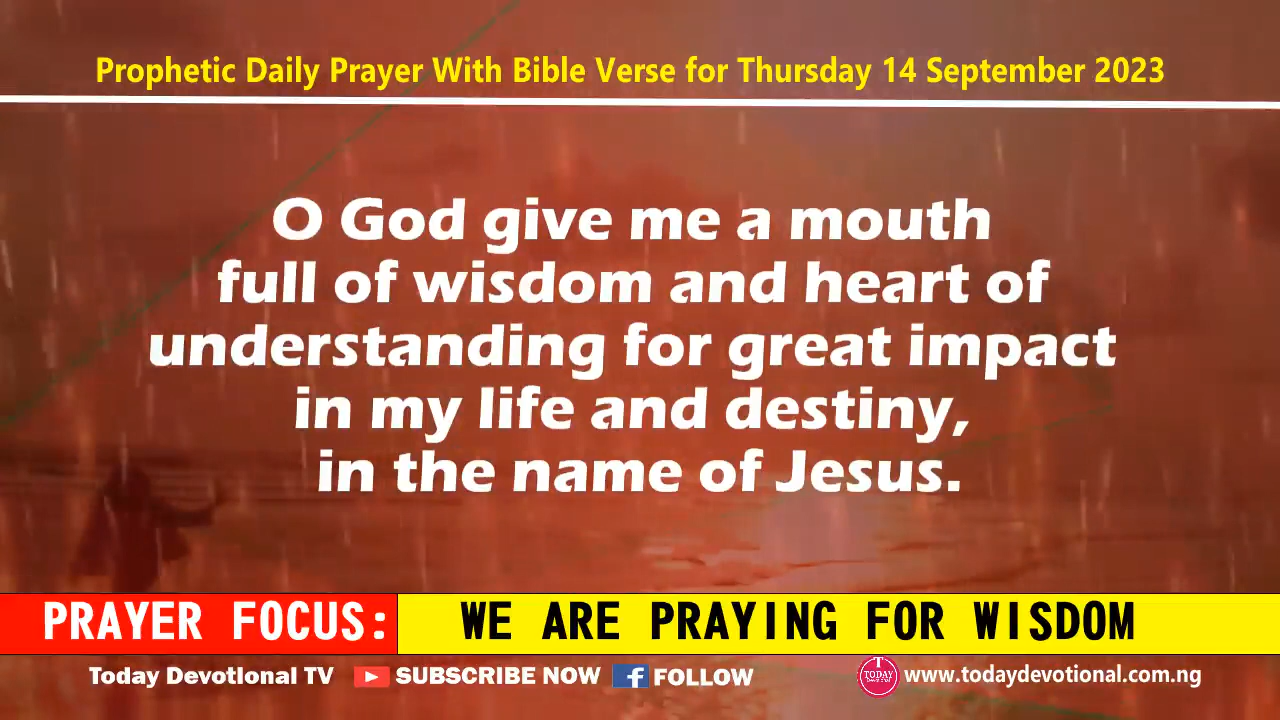 Prophetic Daily Prayer With Bible Verse for Thursday 14 September 2023
O God give me a mouth
full of wisdom and heart of
understanding for great impact
in my life and destiny,
in the name of Jesus.
PRAYER FOCUS: WE ARE PRAYING FOR WISDOM
Today Devotional TV SUBSCRIBE NOW f FOLLOW T TODAY DEVOTIONAL www.todaydevotional.com.ng